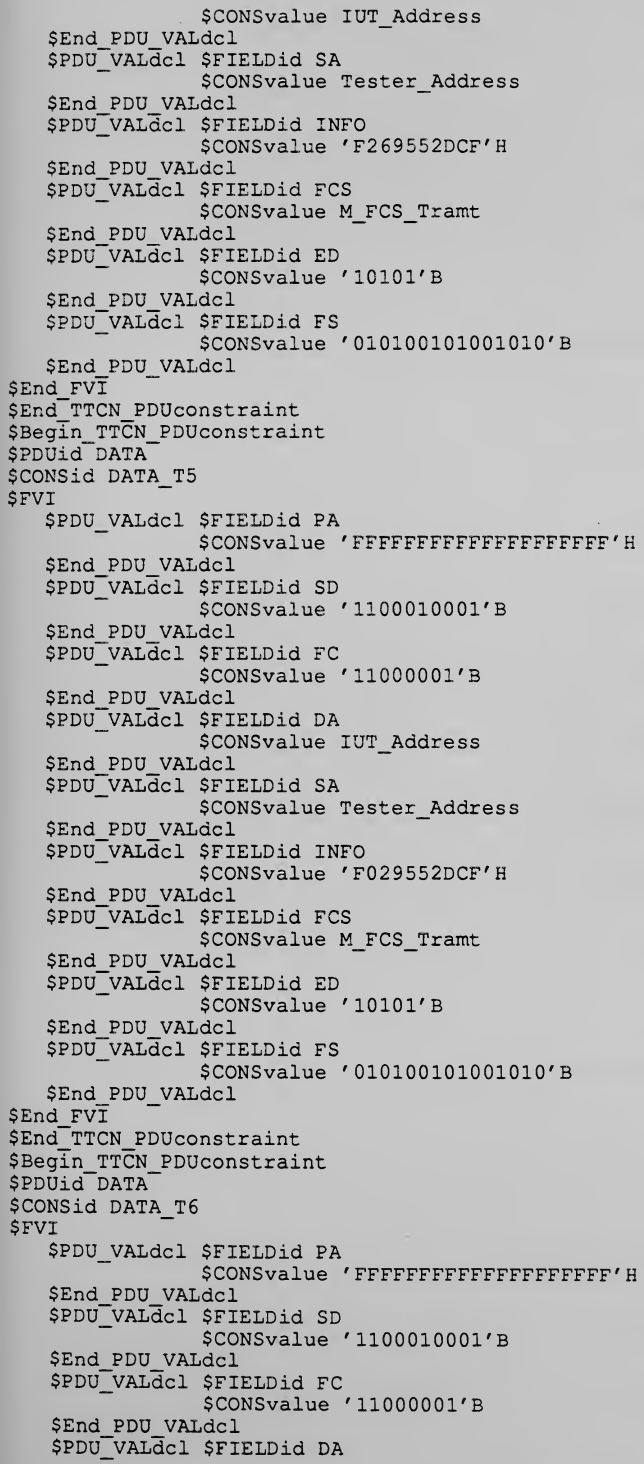 $CONSvalue IUT_Address
$End_PDU_VALdcl
$PDU_VALdcl $FIELDid SA
$CONSvalue Tester_Address
$End_PDU_VALdcl
$PDU_VALdcl $FIELDid INFO
$CONSvalue 'F269552DCF'H
$End_PDU_VALdcl
$PDU_VALdcl $FIELDid FCS
$CONSvalue M_FCS_Tramt
$End_PDU_VALdcl
$PDU_VALdcl $FIELDid ED
$CONSvalue '10101'B
$End_PDU_VALdcl
$PDU_VALdcl $FIELDid FS
$CONSvalue '010100101001010'B
$End_PDU_VALdcl
$End_FVI
$End_TTCN_PDUconstraint
$Begin_TTCN_PDUconstraint
$PDUid DATA
$CONSid DATA_T5
$FVI
$PDU_VALdcl $FIELDid PA
$CONSvalue 'FFFFFFFFFFFFFFFFFFFF'H
$End_PDU_VALdcl
$PDU_VALdcl $FIELDid SD
$CONSvalue '1100010001'B
$End_PDU_VALdcl
$PDU_VALdcl $FIELDid FC
$CONSvalue '11000001'B
$End_PDU_VALdcl
$PDU_VALdcl $FIELDid DA
$CONSvalue IUT_Address
$End_PDU_VALdcl
$PDU_VALdcl $FIELDid SA
$CONSvalue Tester_Address
$End_PDU_VALdcl
$PDU_VALdcl $FIELDid INFO
$CONSvalue 'F029552DCF'H
$End_PDU_VALdcl
$PDU_VALdcl $FIELDid FCS
$CONSvalue M_FCS_Tramt
$End_PDU_VALdcl
$PDU_VALdcl $FIELDid ED
$CONSvalue '10101'B
$End_PDU_VALdcl
$PDU_VALdcl $FIELDid FS
$CONSvalue '010100101001010'B
$End_PDU_VALdcl
$End_FVI
$End_TTCN_PDUconstraint
$Begin_TTCN_PDUconstraint
$PDUid DATA
$CONSid DATA_T6
$FVI
$PDU_VALdcl $FIELDid PA
$CONSvalue 'FFFFFFFFFFFFFFFFFFFF'H
$End_PDU_VALdcl
$PDU_VALdcl $FIELDid SD
$CONSvalue '1100010001'B
$End_PDU_VALdcl
$PDU_VALdcl $FIELDid FC
$CONSvalue '11000001'B
$End_PDU_VALdcl
$PDU_VALdcl $FIELDid DA